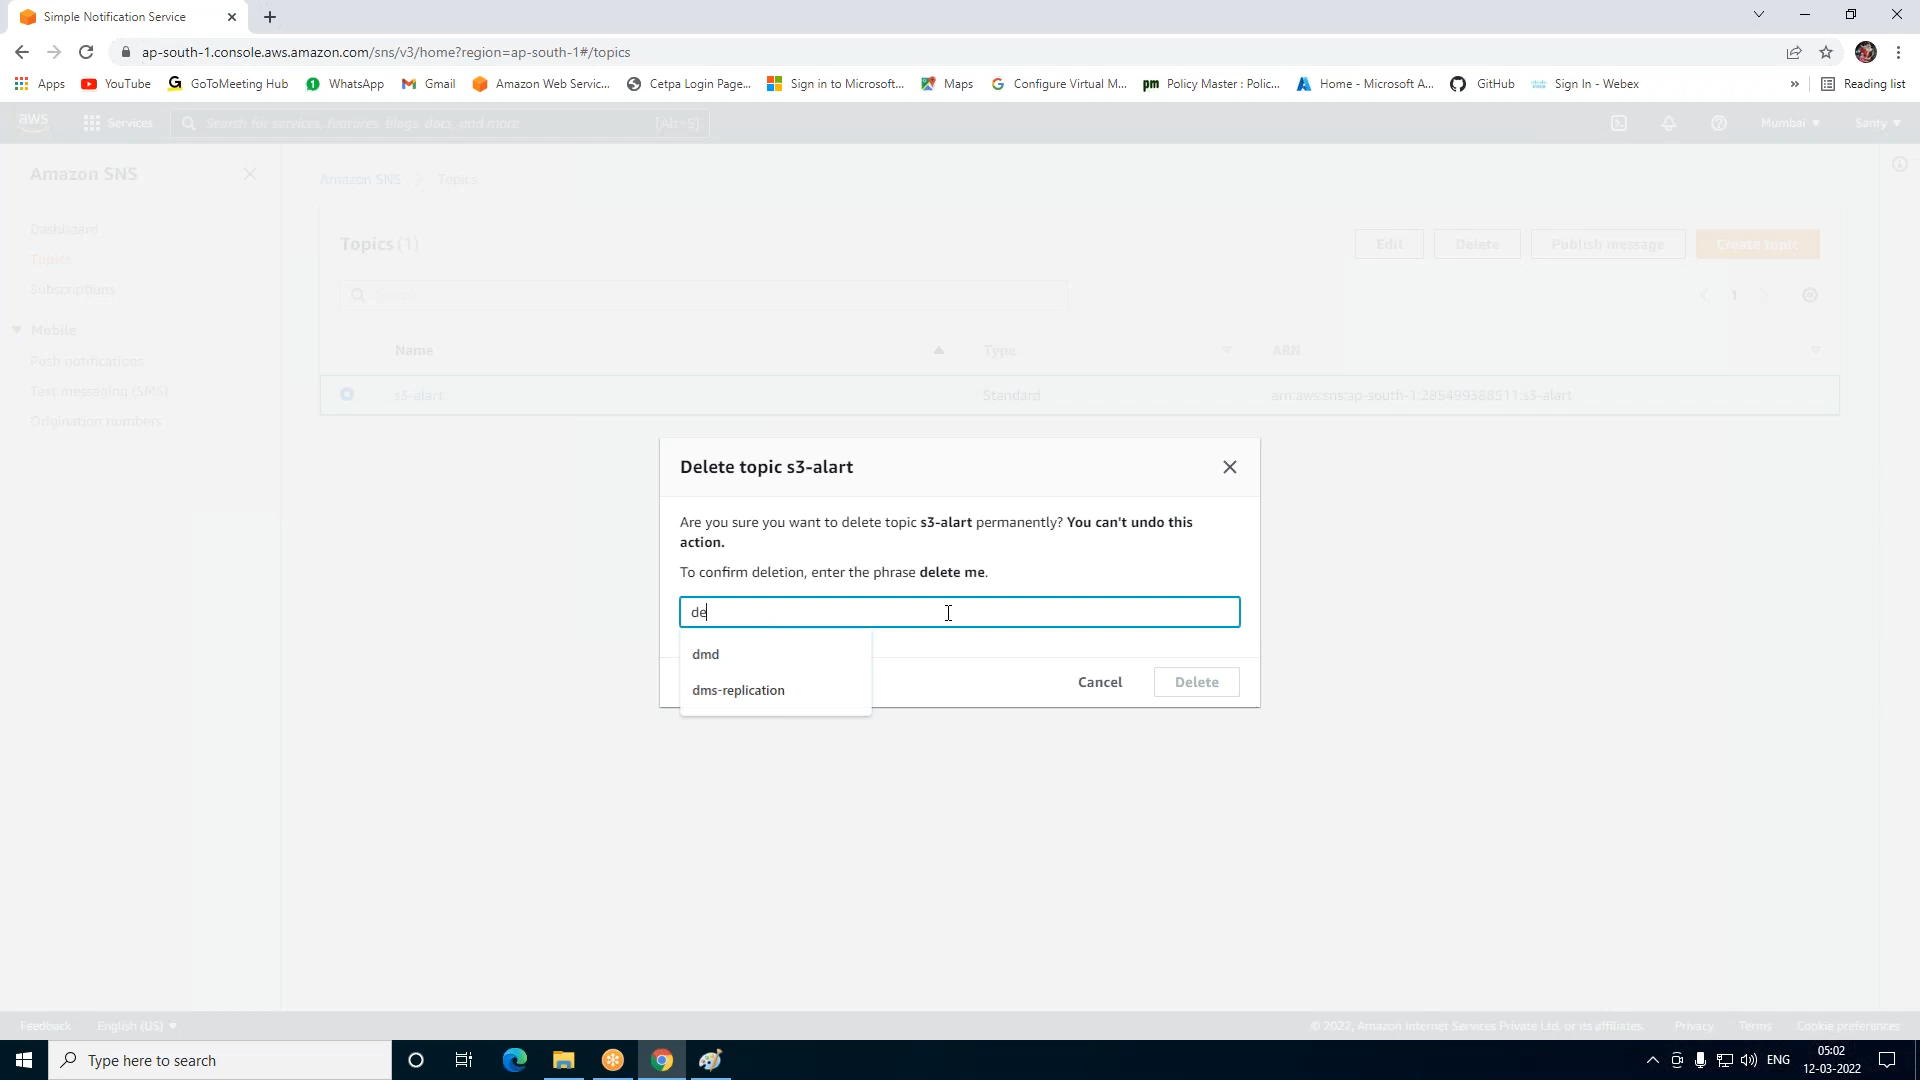 Simple Notification Service
ap-south-1.console.aws.amazon.com/sns/v3/home?region=ap-south-1#/topics
Apps YouTube GoToMeeting Hub WhatsApp Gmail Amazon Web Servic... Cetpa Login Page... Sign in to Microsoft... Maps Configure Virtual M... pm Policy Master : Polic... Home - Microsoft A... GitHub Sign In - Webex » Reading list
aws Services Search for services, features, blogs, docs, and more [Alt+S] Mumbai Santy
Amazon SNS
Amazon SNS Topics
Dashboard
Topics
Subscriptions
Mobile
Push notifications
Text messaging (SMS)
Origination numbers
Topics (1)
Edit Delete Publish message Create topic
Search
1
Name Type ARN
s3-alart Standard arn:aws:sns:ap-south-1:285499388511:s3-alart
Delete topic s3-alart
Are you sure you want to delete topic s3-alart permanently? You can't undo this
action.
To confirm deletion, enter the phrase delete me.
de
dmd
dms-replication
Cancel Delete
Feedback English (US) © 2022, Amazon Internet Services Private Ltd. or its affiliates. Privacy Terms Cookie preferences
Type here to search
ENG
05:02
12-03-2022